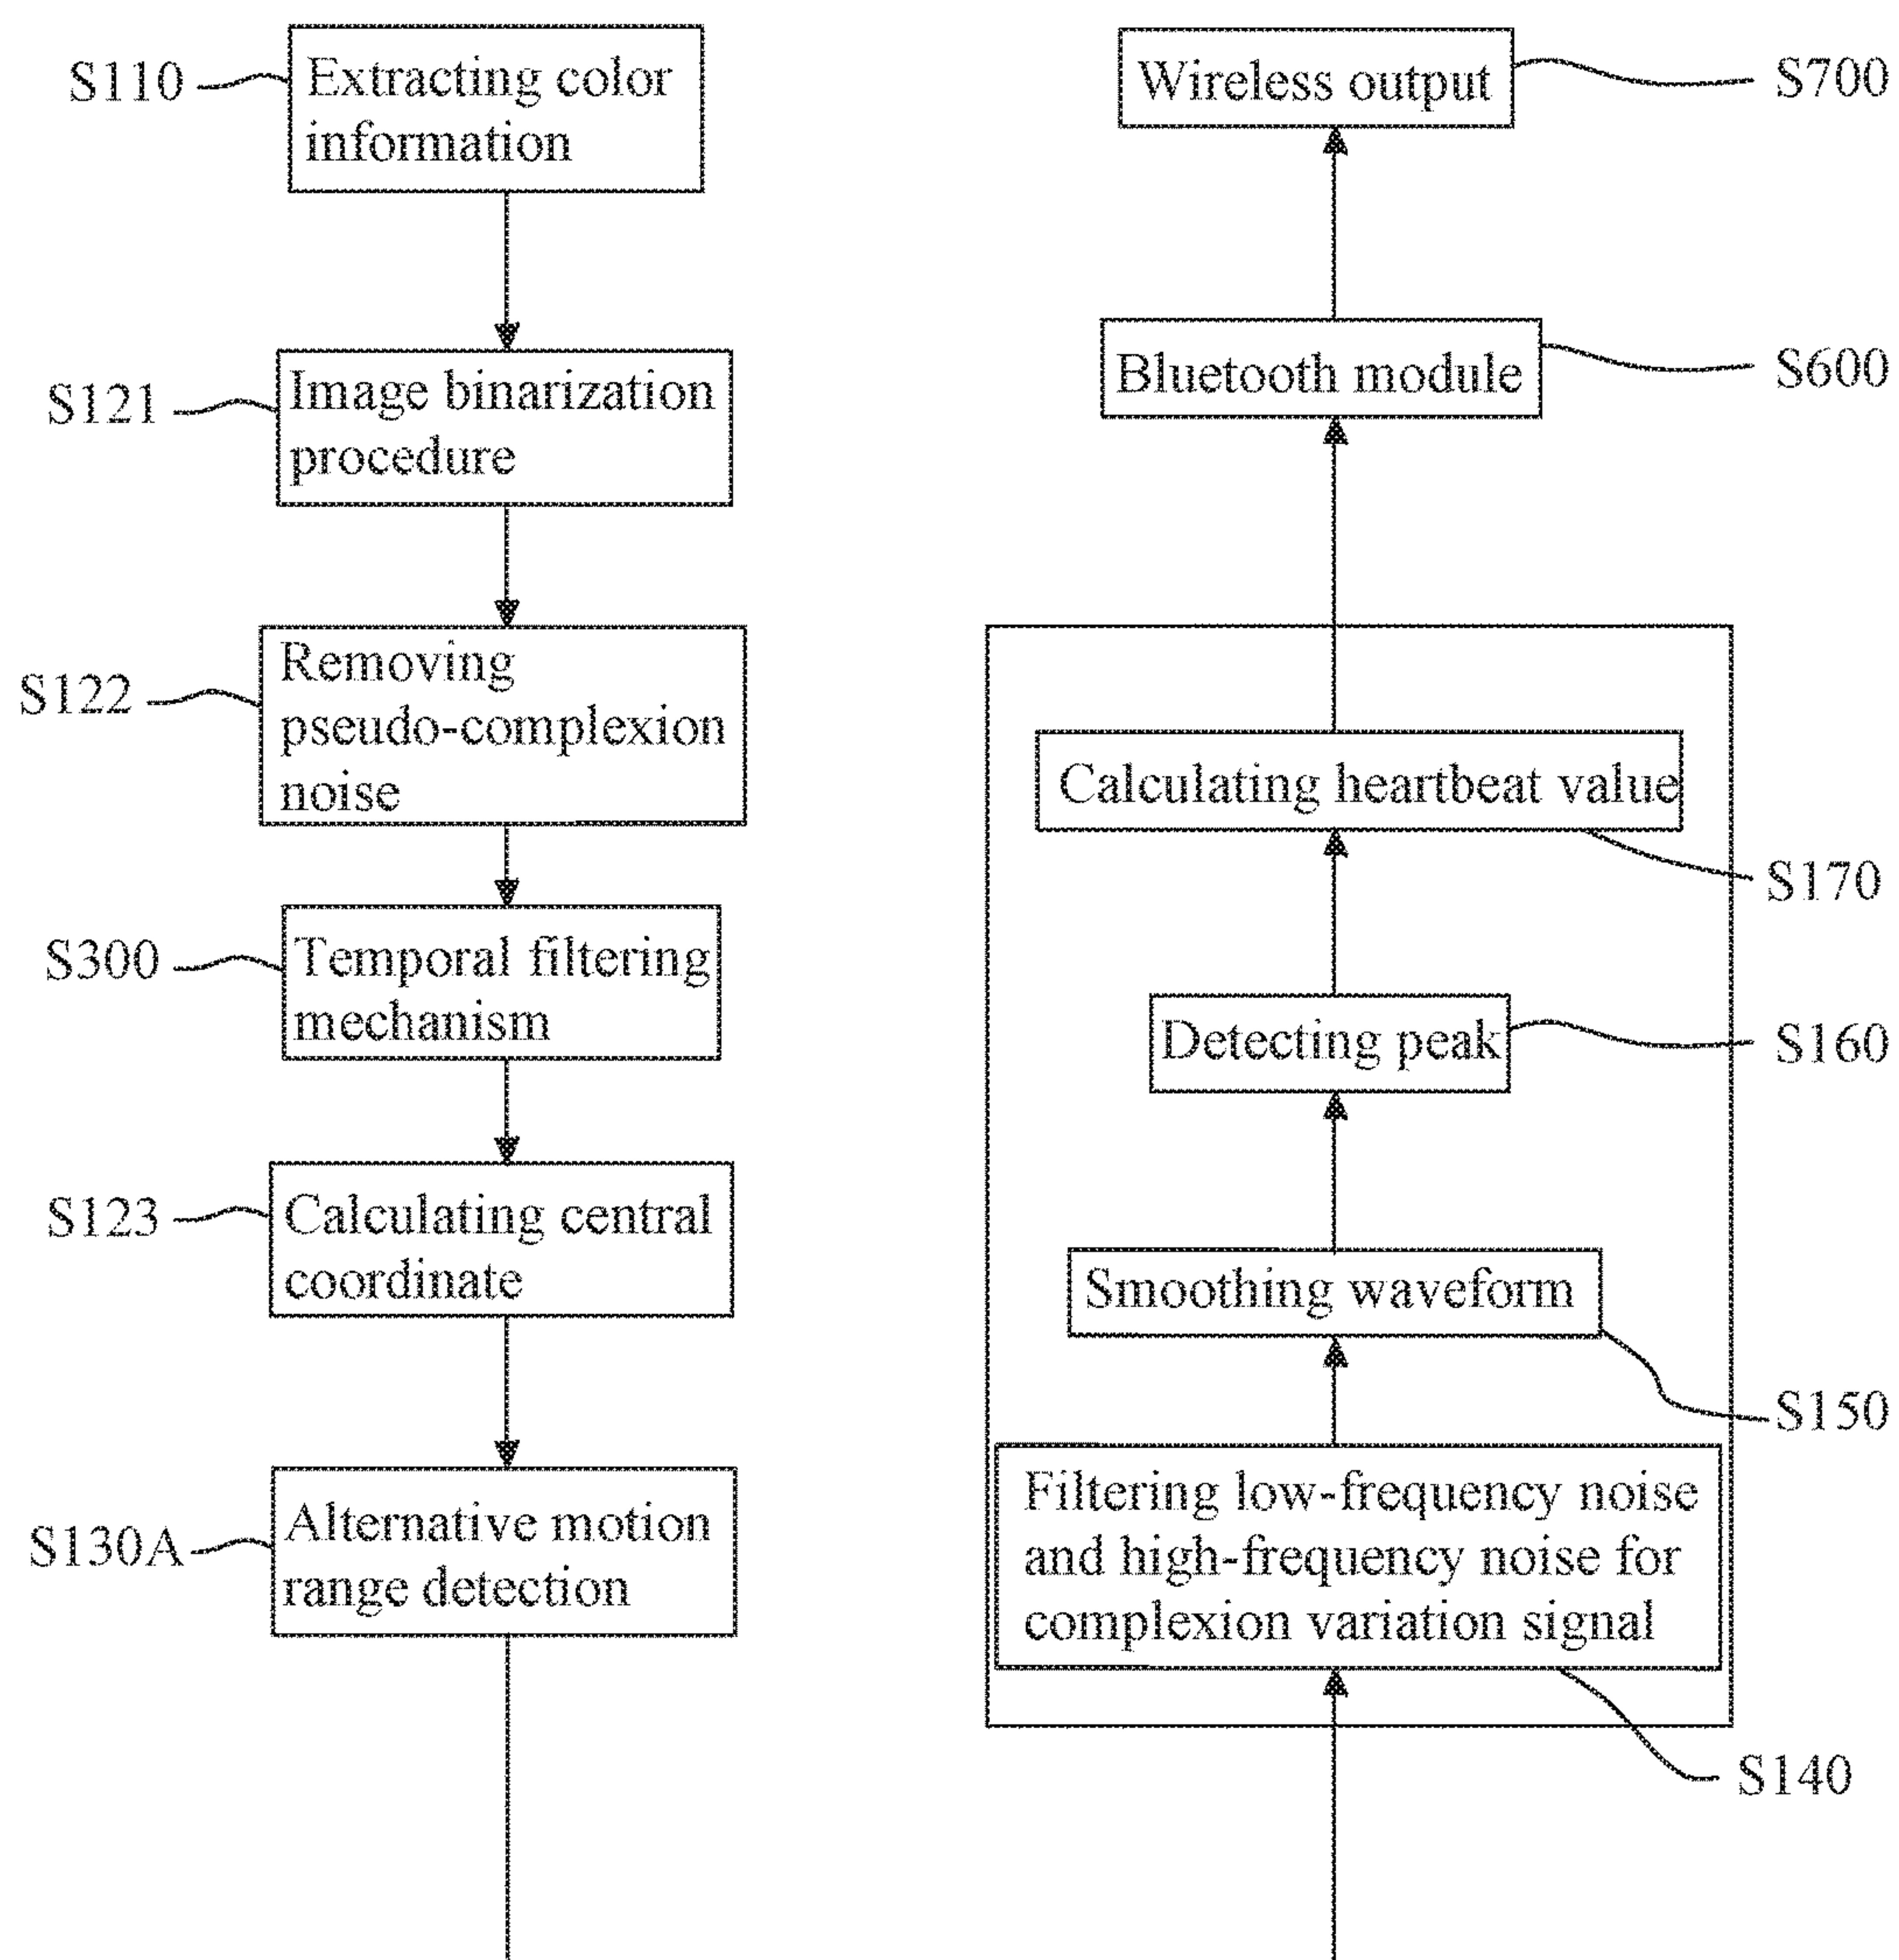 S110
Extracting color
information
S121
Image binarization
procedure
S122
Removing
pseudo-complexion
noise
S300
Temporal filtering
mechanism
S123
Calculating central
coordinate
S130A
Alternative motion
range detection
Wireless output
S700
Bluetooth module
S600
Calculating heartbeat value
S170
Detecting peak
S160
Smoothing waveform
S150
Filtering low-frequency noise
and high-frequency noise for
complexion variation signal
S140